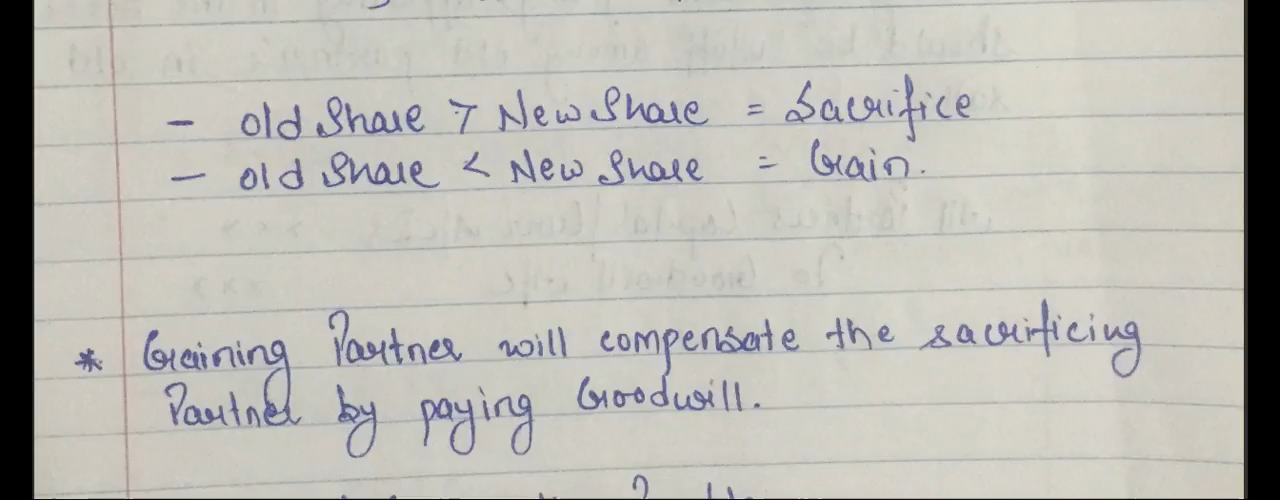 - old Share > New Share = Sacrifice
- old Share < New Share = Gain.
* Gaining Partner will compensate the sacrificing
Partner by paying Goodwill.